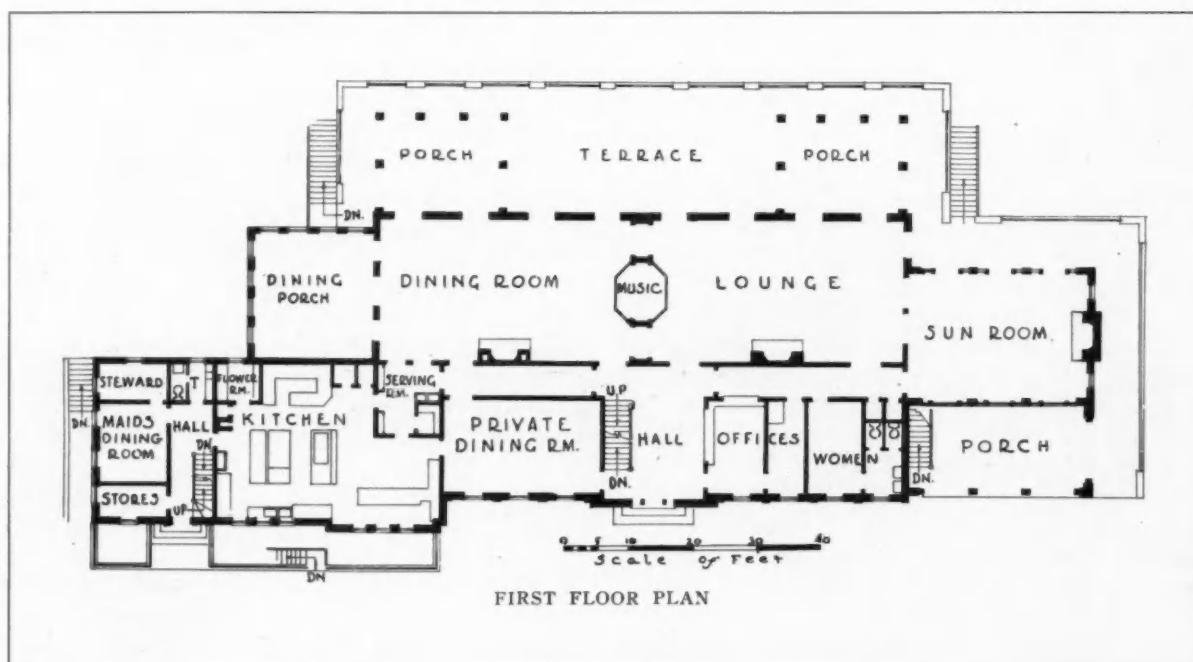 PORCH
TERRACE
PORCH
DN.
DINING
PORCH
DINING ROOM
MUSIC
LOUNGE
SUN ROOM
STEWARD
T
FLOWER
RM.
SERVING
RM.
UP
KITCHEN
MAIDS
DINING
ROOM
HALL
DN.
DN.
PRIVATE
DINING RM.
HALL
OFFICES
WOMEN
PORCH
DN.
DN.
STORES
UP
DN
0 5 10 20 30 40
Scale of Feet
FIRST FLOOR PLAN